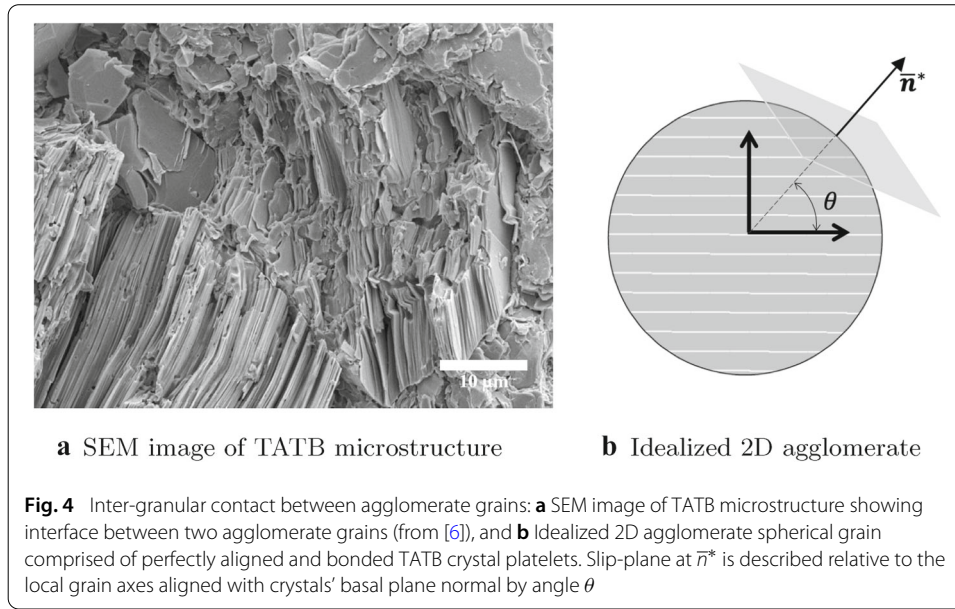 10 μm
n̅*
θ
a SEM image of TATB microstructure
b Idealized 2D agglomerate
Fig. 4 Inter-granular contact between agglomerate grains: a SEM image of TATB microstructure showing
interface between two agglomerate grains (from [6]), and b Idealized 2D agglomerate spherical grain
comprised of perfectly aligned and bonded TATB crystal platelets. Slip-plane at n̅* is described relative to the
local grain axes aligned with crystals' basal plane normal by angle θ